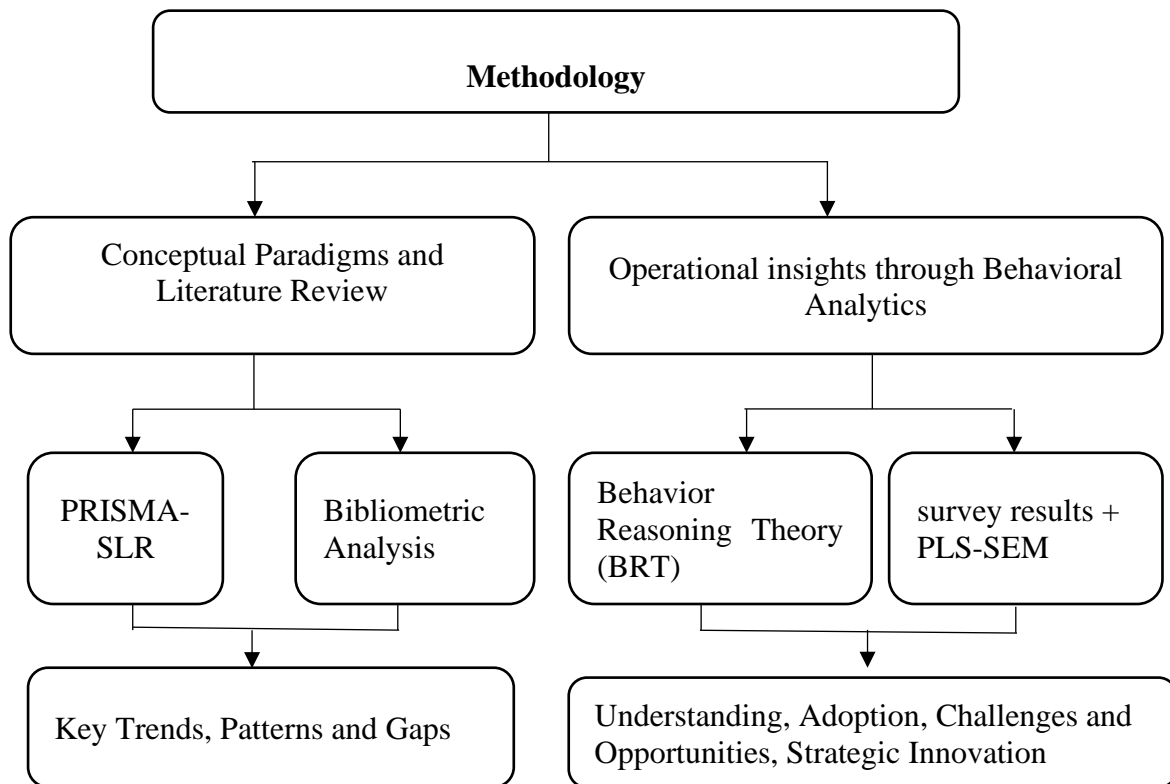 Methodology
Conceptual Paradigms and
Literature Review
Operational insights through Behavioral
Analytics
PRISMA-
SLR
Bibliometric
Analysis
Behavior
Reasoning Theory
(BRT)
survey results +
PLS-SEM
Key Trends, Patterns and Gaps
Understanding, Adoption, Challenges and
Opportunities, Strategic Innovation